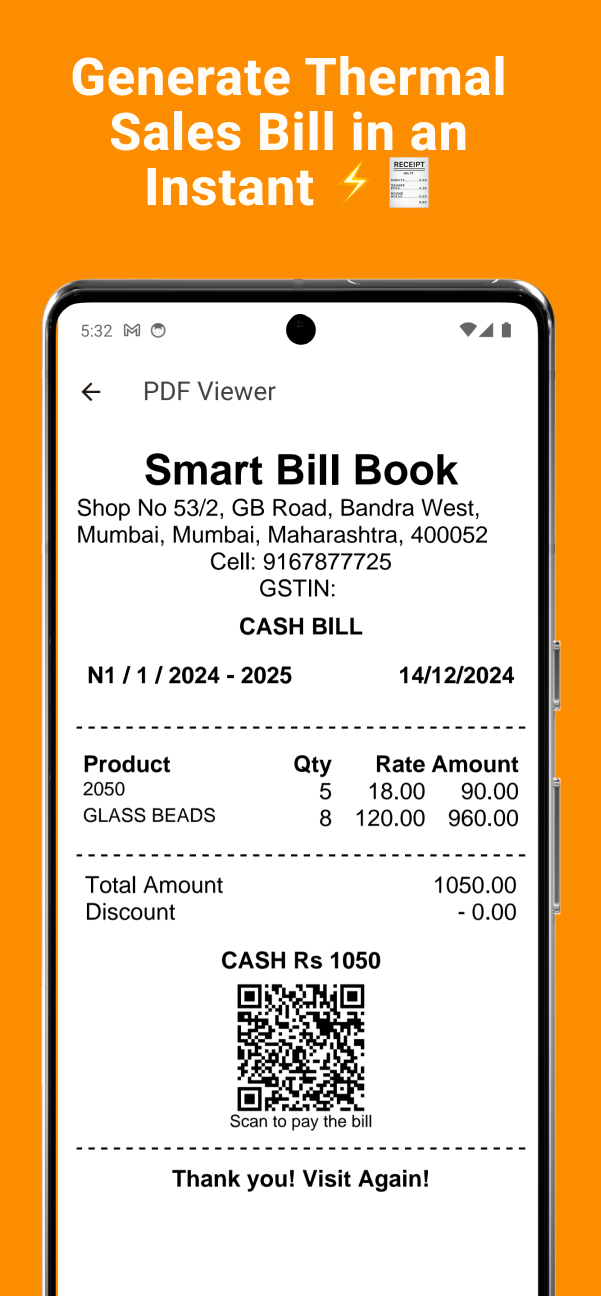 Generate Thermal
Sales Bill in an
Instant ⚡🧾
RECEIPT
5:32
PDF Viewer
Smart Bill Book
Shop No 53/2, GB Road, Bandra West,
Mumbai, Mumbai, Maharashtra, 400052
Cell: 9167877725
GSTIN:
CASH BILL
N1 / 1 / 2024 - 2025 14/12/2024
Product Qty Rate Amount
2050 5 18.00 90.00
GLASS BEADS 8 120.00 960.00
Total Amount 1050.00
Discount - 0.00
CASH Rs 1050
Scan to pay the bill
Thank you! Visit Again!